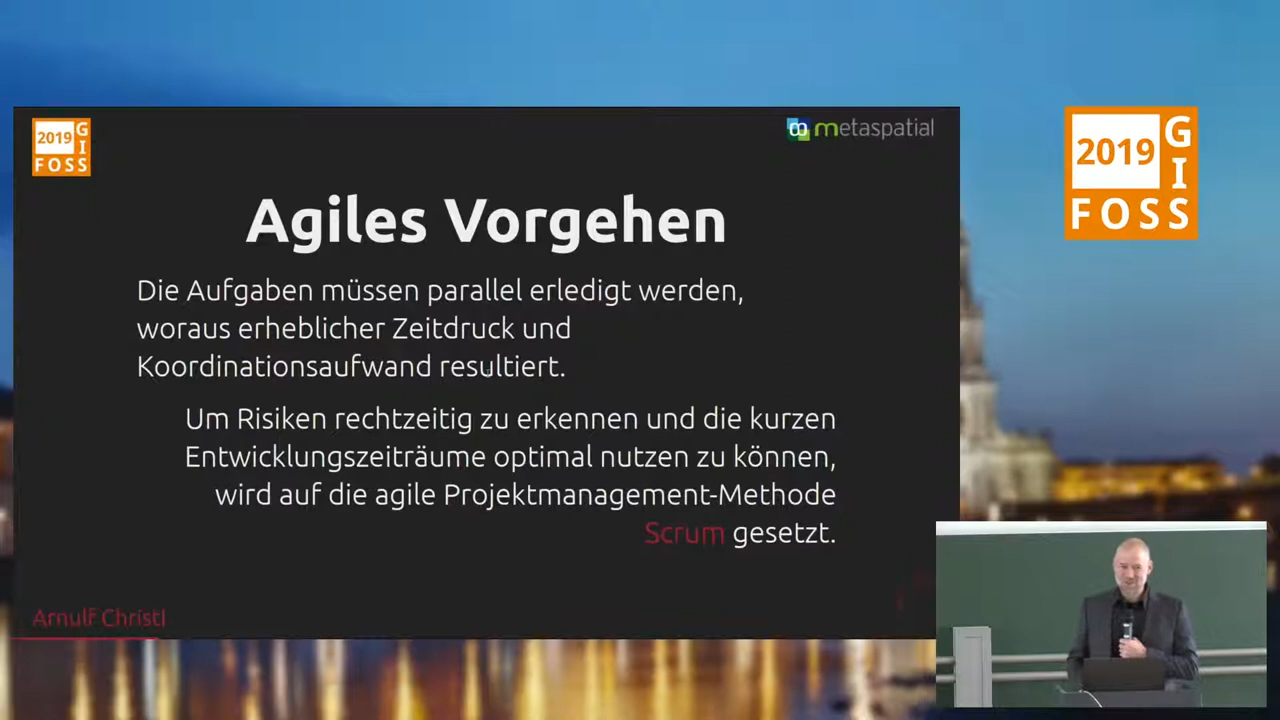 2019
G
I
FOSS
metaspatial
Agiles Vorgehen
Die Aufgaben müssen parallel erledigt werden,
woraus erheblicher Zeitdruck und
Koordinationsaufwand resultiert.
Um Risiken rechtzeitig zu erkennen und die kurzen
Entwicklungszeiträume optimal nutzen zu können,
wird auf die agile Projektmanagement-Methode
Scrum gesetzt.
Arnulf Christl
2019
G
I
FOSS